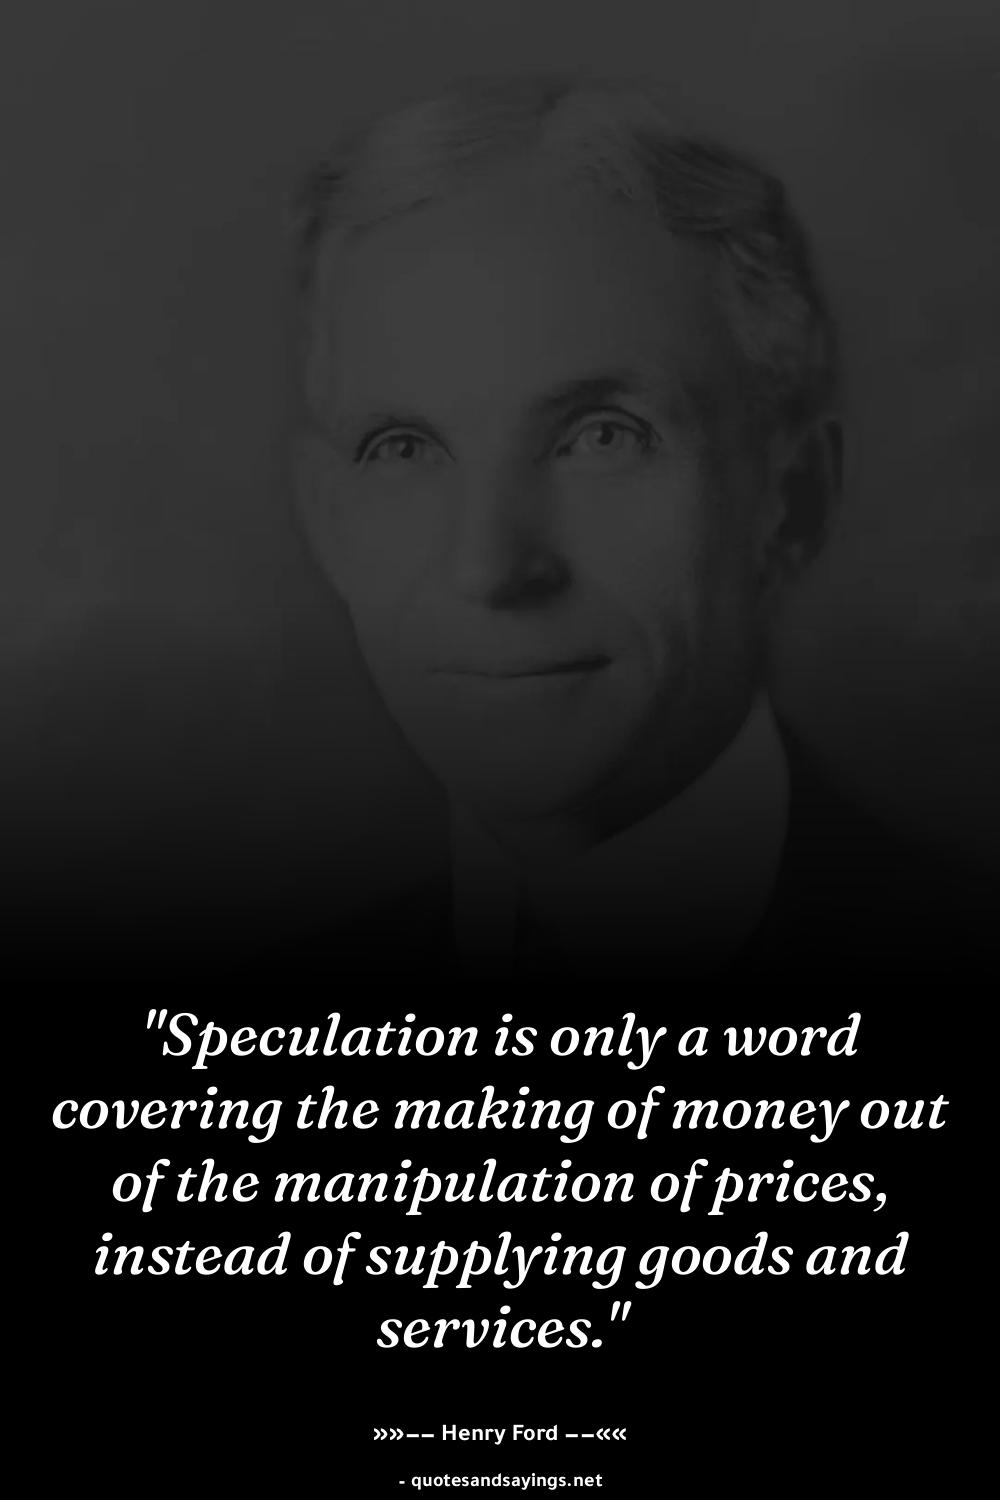 "Speculation is only a word
covering the making of money out
of the manipulation of prices,
instead of supplying goods and
services."
»»–– Henry Ford ––««
- quotesandsayings.net